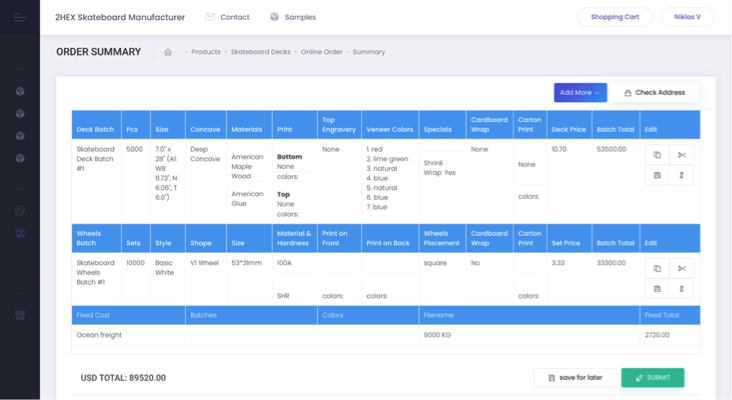 2HEX Skateboard Manufacturer Contact Samples Shopping Cart Niklas V
ORDER SUMMARY - Products - Skateboard Decks - Online Order - Summary
Add More Check Address
Deck Batch Pcs Size Concave Materials Print Top Engravery Veneer Colors Specials Cardboard Wrap Carton Print Deck Price Batch Total Edit
Skateboard Deck Batch #1
5000
7.0" x 28" (A1: WB 11.73", N 6.06", T 6.0")
Deep Concave
American Maple Wood
American Glue
Bottom
None
colors:
Top
None
colors:
None
1. red
2. lime green
3. natural
4. blue
5. natural
6. blue
7. blue
Shrink Wrap: Yes
None
None
colors:
10.70
53500.00
Wheels Batch Sets Style Shape Size Material & Hardness Print on Front Print on Back Wheels Placement Cardboard Wrap Carton Print Set Price Batch Total Edit
Skateboard Wheels Batch #1
10000
Basic White
V1 Wheel
53*31mm
100A
SHR
colors:
colors:
square
No
colors:
3.33
33300.00
Fixed Cost Batches Colors Filename Fixed Total
Ocean freight 9000 KG 2720.00
USD TOTAL: 89520.00 save for later SUBMIT